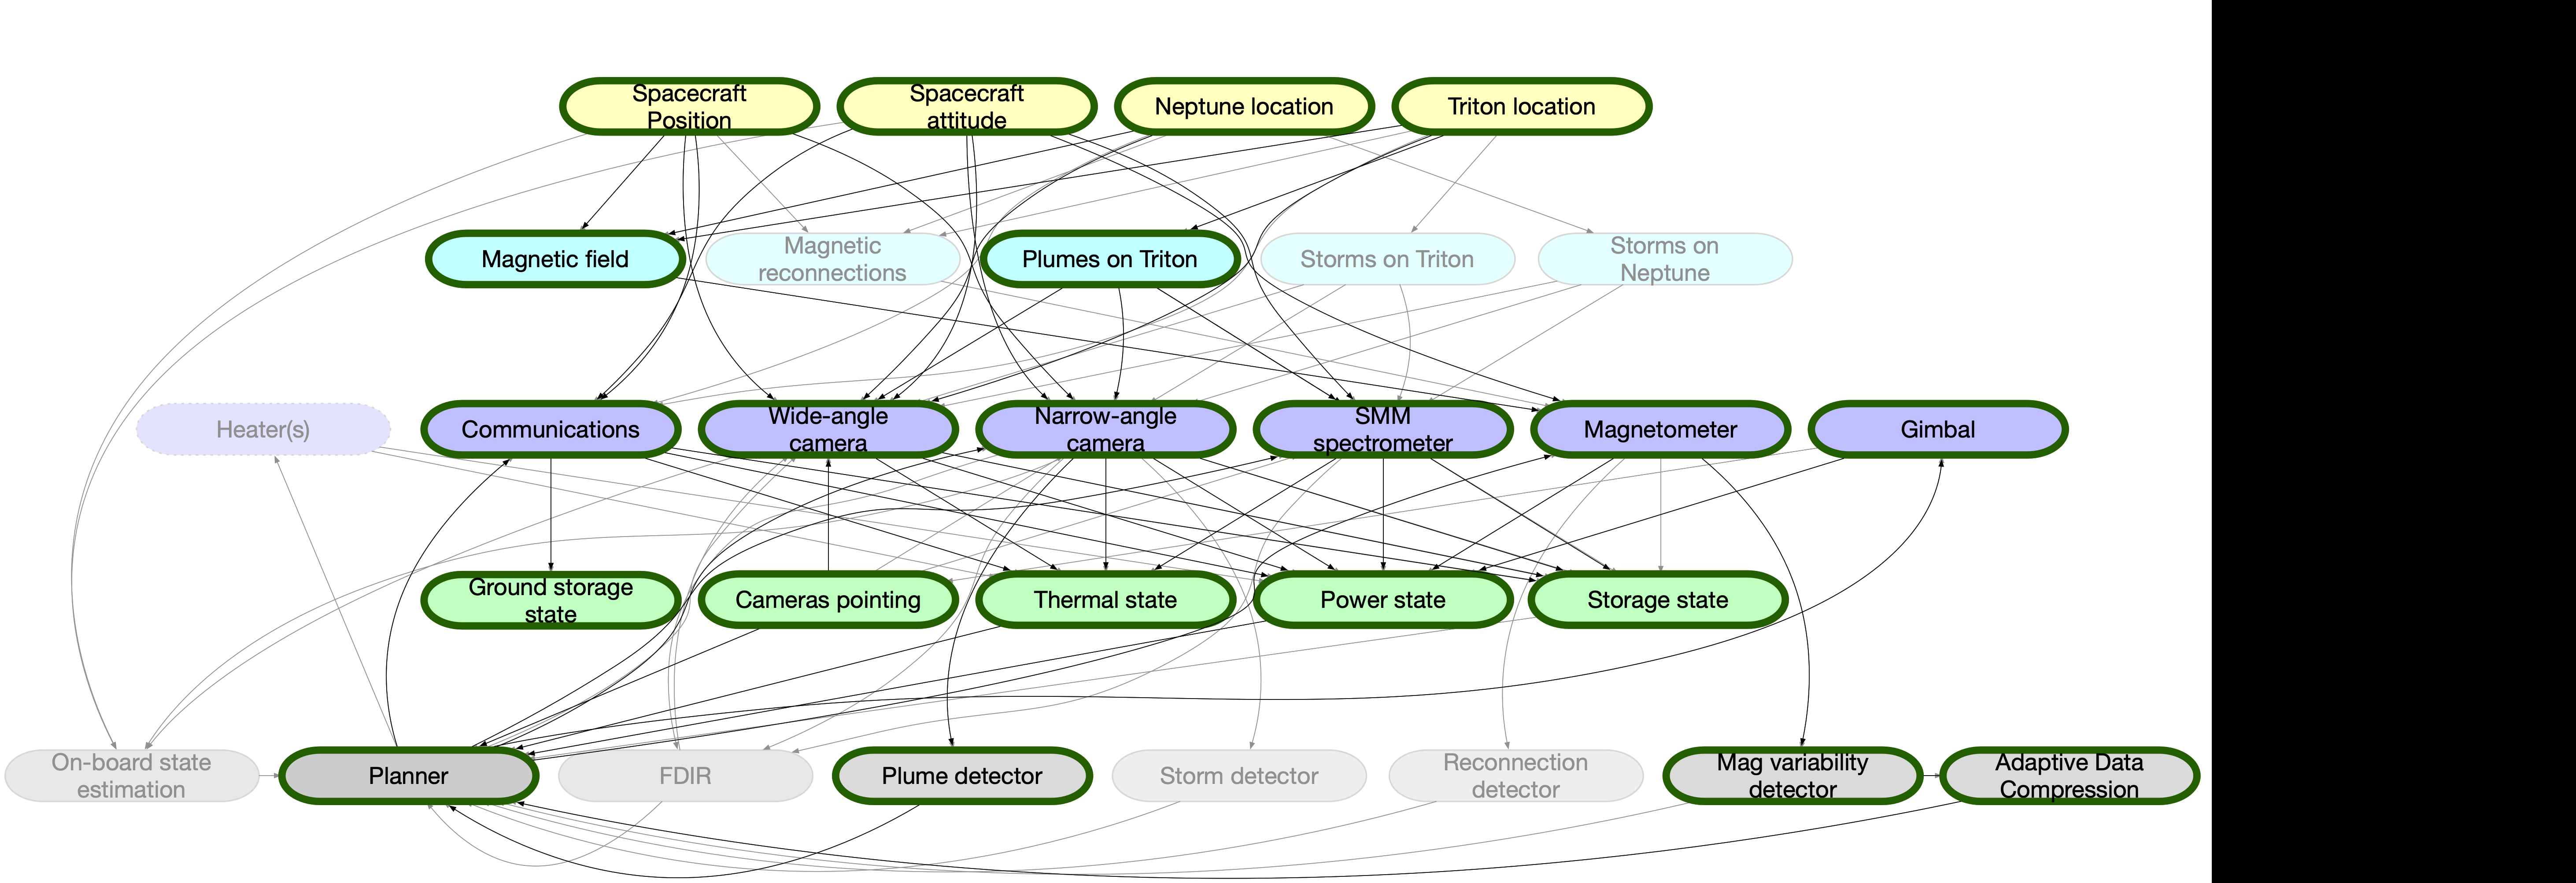 Spacecraft
Position
Spacecraft
attitude
Neptune location
Triton location
Magnetic field
Magnetic
reconnections
Plumes on Triton
Storms on Triton
Storms on
Neptune
Heater(s)
Communications
Wide-angle
camera
Narrow-angle
camera
SMM
spectrometer
Magnetometer
Gimbal
Ground storage
state
Cameras pointing
Thermal state
Power state
Storage state
On-board state
estimation
Planner
FDIR
Plume detector
Storm detector
Reconnection
detector
Mag variability
detector
Adaptive Data
Compression